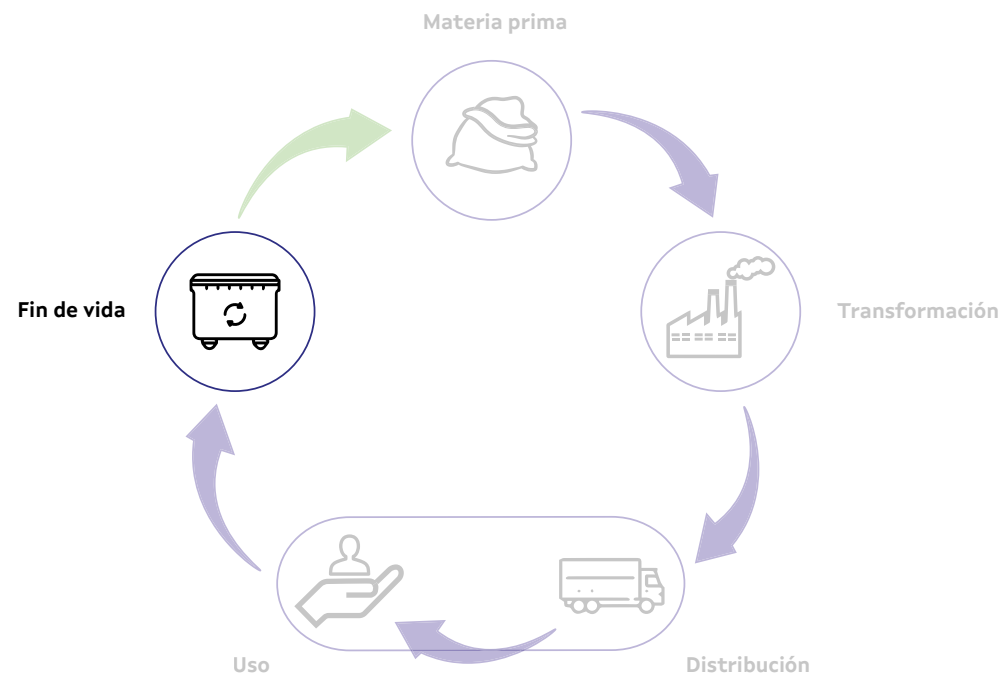 Materia prima
Fin de vida
Transformación
Uso
Distribución